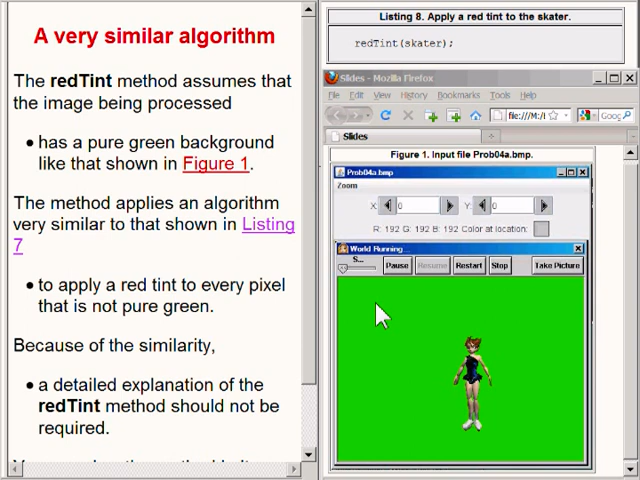 A very similar algorithm
The redTint method assumes that
the image being processed
• has a pure green background
like that shown in Figure 1.
The method applies an algorithm
very similar to that shown in Listing
7
• to apply a red tint to every pixel
that is not pure green.
Because of the similarity,
• a detailed explanation of the
redTint method should not be
required.
Listing 8. Apply a red tint to the skater.
redTint(skater);
Slides - Mozilla Firefox
File Edit View History Bookmarks Tools Help
file:///M:/I
Goog
Slides
Figure 1. Input file Prob04a.bmp.
Prob04a.bmp
Zoom
X: 0 Y: 0
R: 192 G: 192 B: 192 Color at location:
World Running...
S...
Pause Resume Restart Stop Take Picture